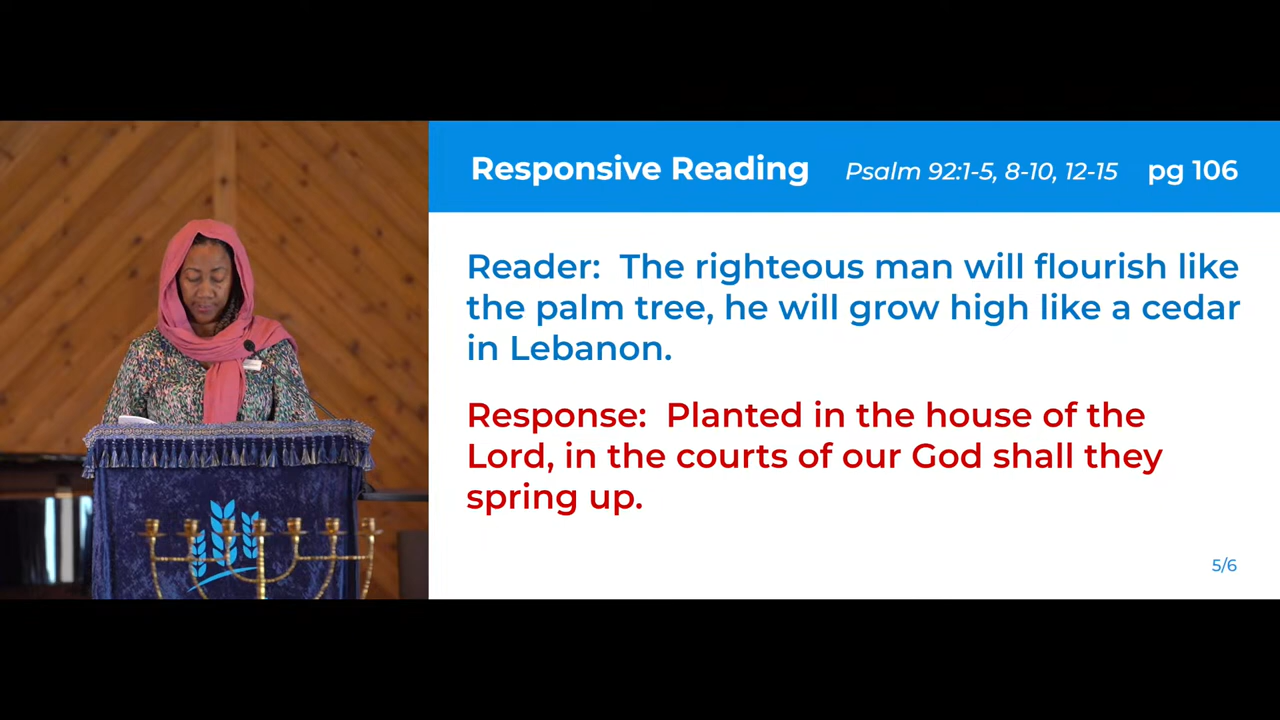 Responsive Reading Psalm 92:1-5, 8-10, 12-15 pg 106
Reader: The righteous man will flourish like
the palm tree, he will grow high like a cedar
in Lebanon.
Response: Planted in the house of the
Lord, in the courts of our God shall they
spring up.
5/6